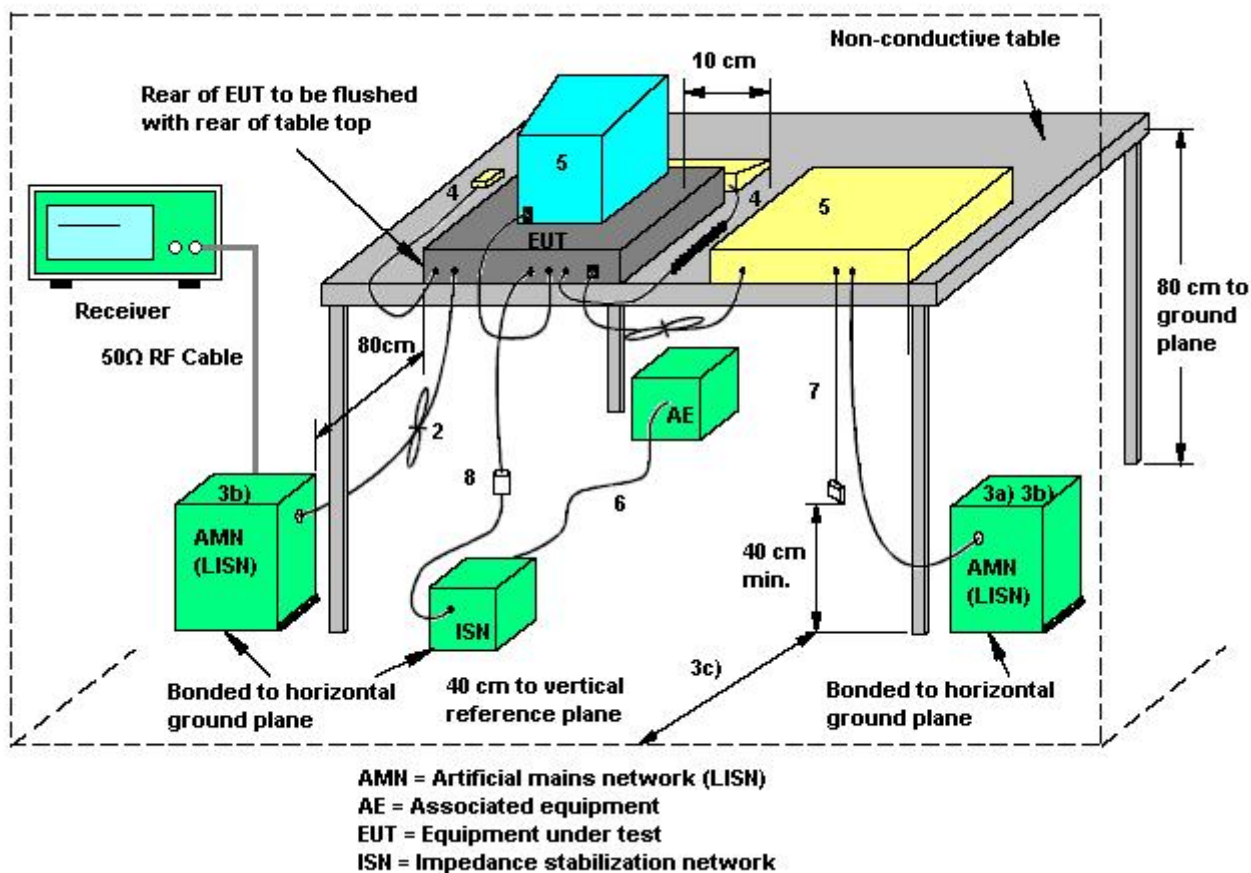 Non-conductive table
10 cm
Rear of EUT to be flushed
with rear of table top
5
4
4
5
EUT
Receiver
80 cm to
ground
plane
50Ω RF Cable
80cm
7
AE
2
8
3b)
6
3a) 3b)
AMN
(LISN)
40 cm
min.
AMN
(LISN)
ISN
3c)
Bonded to horizontal
ground plane
40 cm to vertical
reference plane
Bonded to horizontal
ground plane
AMN = Artificial mains network (LISN)
AE = Associated equipment
EUT = Equipment under test
ISN = Impedance stabilization network